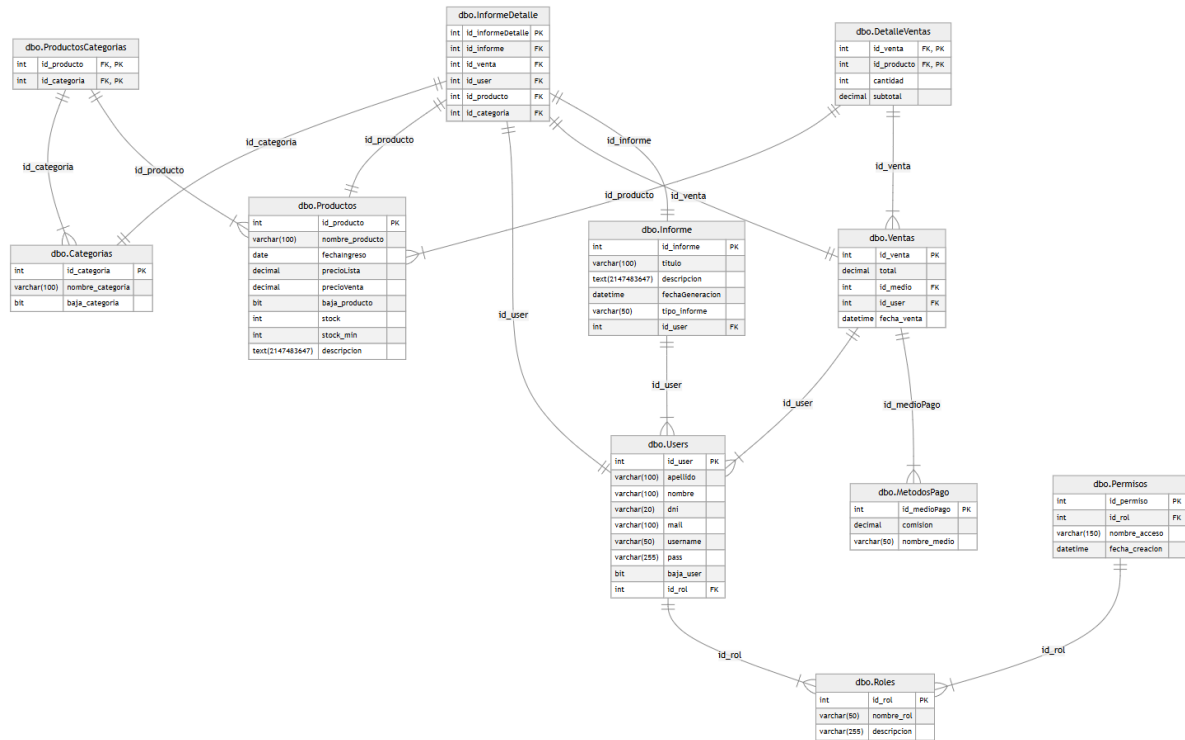 dbo.InformeDetalle
int id_informeDetalle PK
int id_informe FK
int id_venta FK
int id_user FK
int id_producto FK
int id_categoria FK
dbo.DetalleVentas
int id_venta FK, PK
int id_producto FK, PK
int cantidad
decimal subtotal
dbo.ProductosCategorias
int id_producto FK, PK
int id_categoria FK, PK
id_categoria
id_producto
id_categoria
id_producto
id_informe
id_venta
id_producto
id_venta
dbo.Productos
int id_producto PK
varchar(100) nombre_producto
date fechaIngreso
decimal precioLista
decimal precioVenta
bit baja_producto
int stock
int stock_min
text(2147483647) descripcion
dbo.Categorias
int id_categoria PK
varchar(100) nombre_categoria
bit baja_categoria
dbo.Informe
int id_informe PK
varchar(100) titulo
text(2147483647) descripcion
datetime fechaGeneracion
varchar(50) tipo_informe
int id_user FK
dbo.Ventas
int id_venta PK
decimal total
int id_medio FK
int id_user FK
datetime fecha_venta
id_user
id_user
id_user
id_medioPago
dbo.Users
int id_user PK
varchar(100) apellido
varchar(100) nombre
varchar(20) dni
varchar(100) mail
varchar(50) username
varchar(255) pass
bit baja_user
int id_rol FK
dbo.MetodosPago
int id_medioPago PK
decimal comision
varchar(50) nombre_medio
dbo.Permisos
int id_permiso PK
int id_rol FK
varchar(150) nombre_acceso
datetime fecha_creacion
id_rol
id_rol
dbo.Roles
int id_rol PK
varchar(50) nombre_rol
varchar(255) descripcion